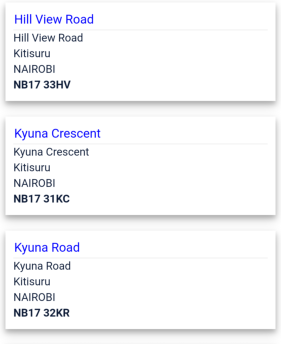 Hill View Road
Hill View Road
Kitisuru
NAIROBI
NB17 33HV
Kyuna Crescent
Kyuna Crescent
Kitisuru
NAIROBI
NB17 31KC
Kyuna Road
Kyuna Road
Kitisuru
NAIROBI
NB17 32KR